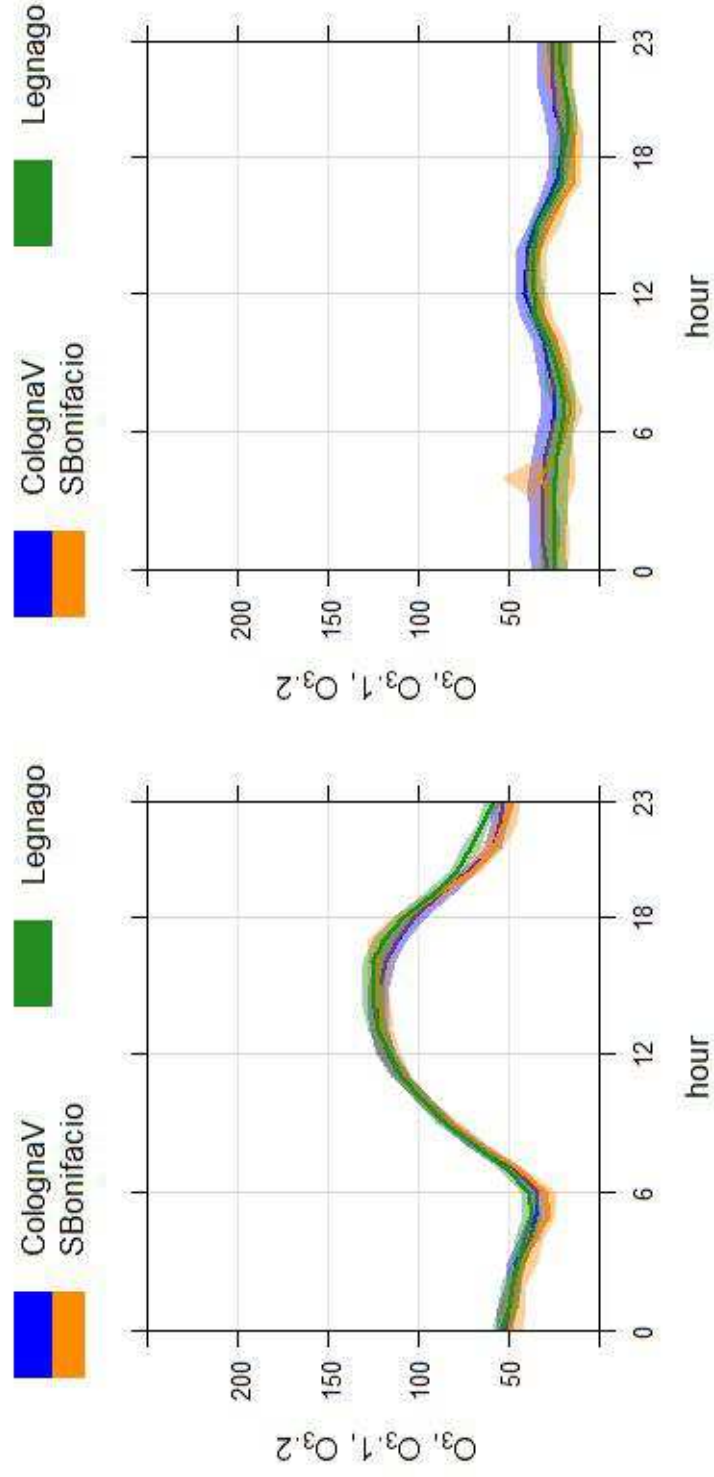 ColognaV Legnago
SBonifacio
O₃, O₃.1, O₃.2
200
150
100
50
0 6 12 18 23
hour
ColognaV Legnago
SBonifacio
O₃, O₃.1, O₃.2
200
150
100
50
0 6 12 18 23
hour